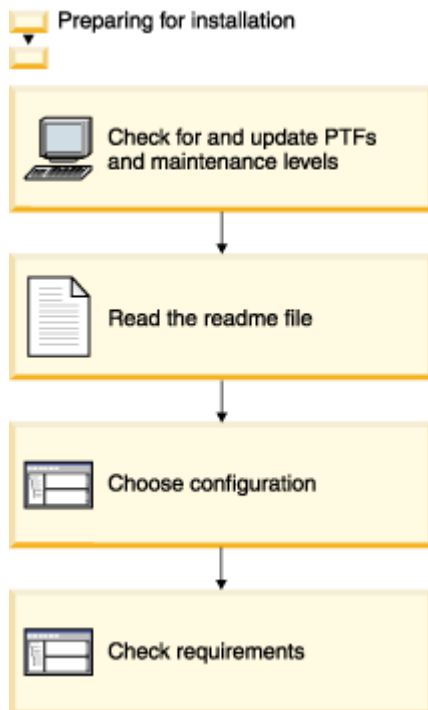 Preparing for installation
Check for and update PTFs
and maintenance levels
Read the readme file
Choose configuration
Check requirements